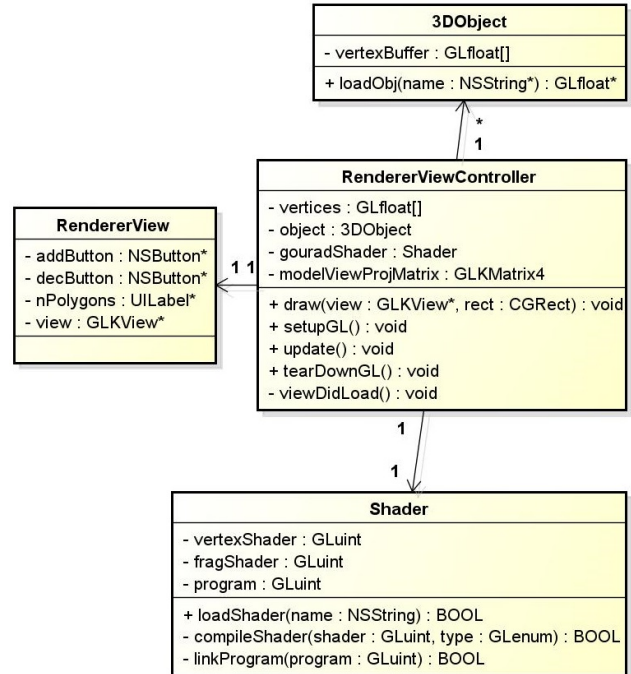 3DObject
- vertexBuffer : GLfloat[]
+ loadObj(name : NSString*) : GLfloat*
*
1
RendererViewController
- vertices : GLfloat[]
- object : 3DObject
- gouradShader : Shader
- modelViewProjMatrix : GLKMatrix4
+ draw(view : GLKView*, rect : CGRect) : void
+ setupGL() : void
+ update() : void
+ tearDownGL() : void
- viewDidLoad() : void
RendererView
- addButton : NSButton*
- decButton : NSButton*
- nPolygons : UILabel*
- view : GLKView*
1 1
1
1
Shader
- vertexShader : GLuint
- fragShader : GLuint
- program : GLuint
+ loadShader(name : NSString) : BOOL
- compileShader(shader : GLuint, type : GLenum) : BOOL
- linkProgram(program : GLuint) : BOOL